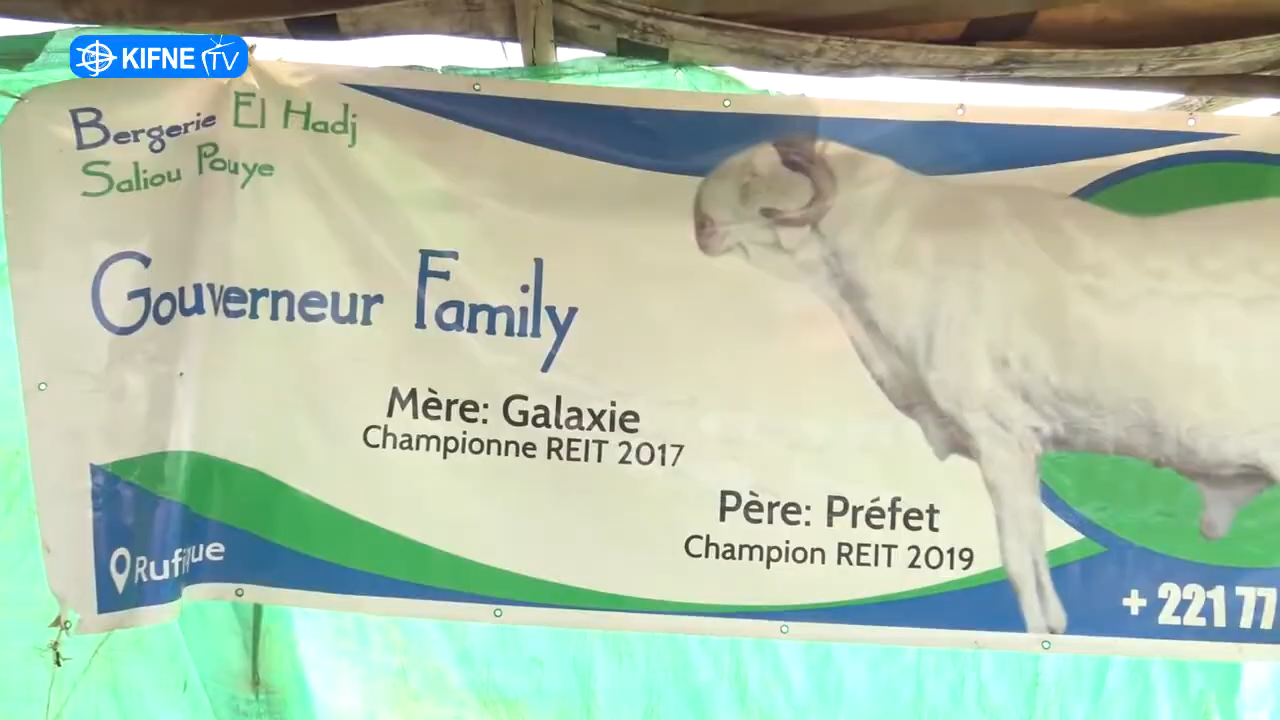 KIFNE TV
Bergerie El Hadj
Saliou Pouye
Gouverneur Family
Mère: Galaxie
Championne REIT 2017
Père: Préfet
Champion REIT 2019
+ 221 77